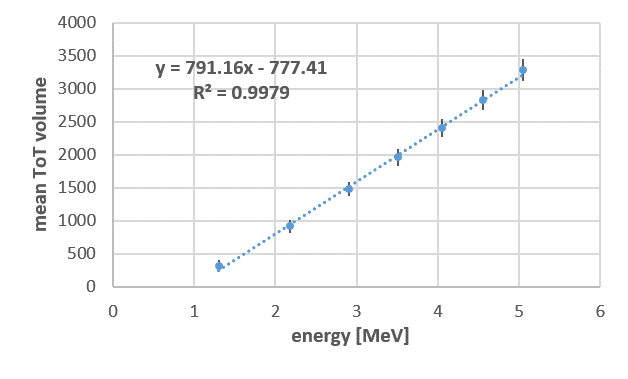 4000
3500
3000
2500
2000
1500
1000
500
0
mean ToT volume
y = 791.16x - 777.41
R² = 0.9979
0 1 2 3 4 5 6
energy [MeV]